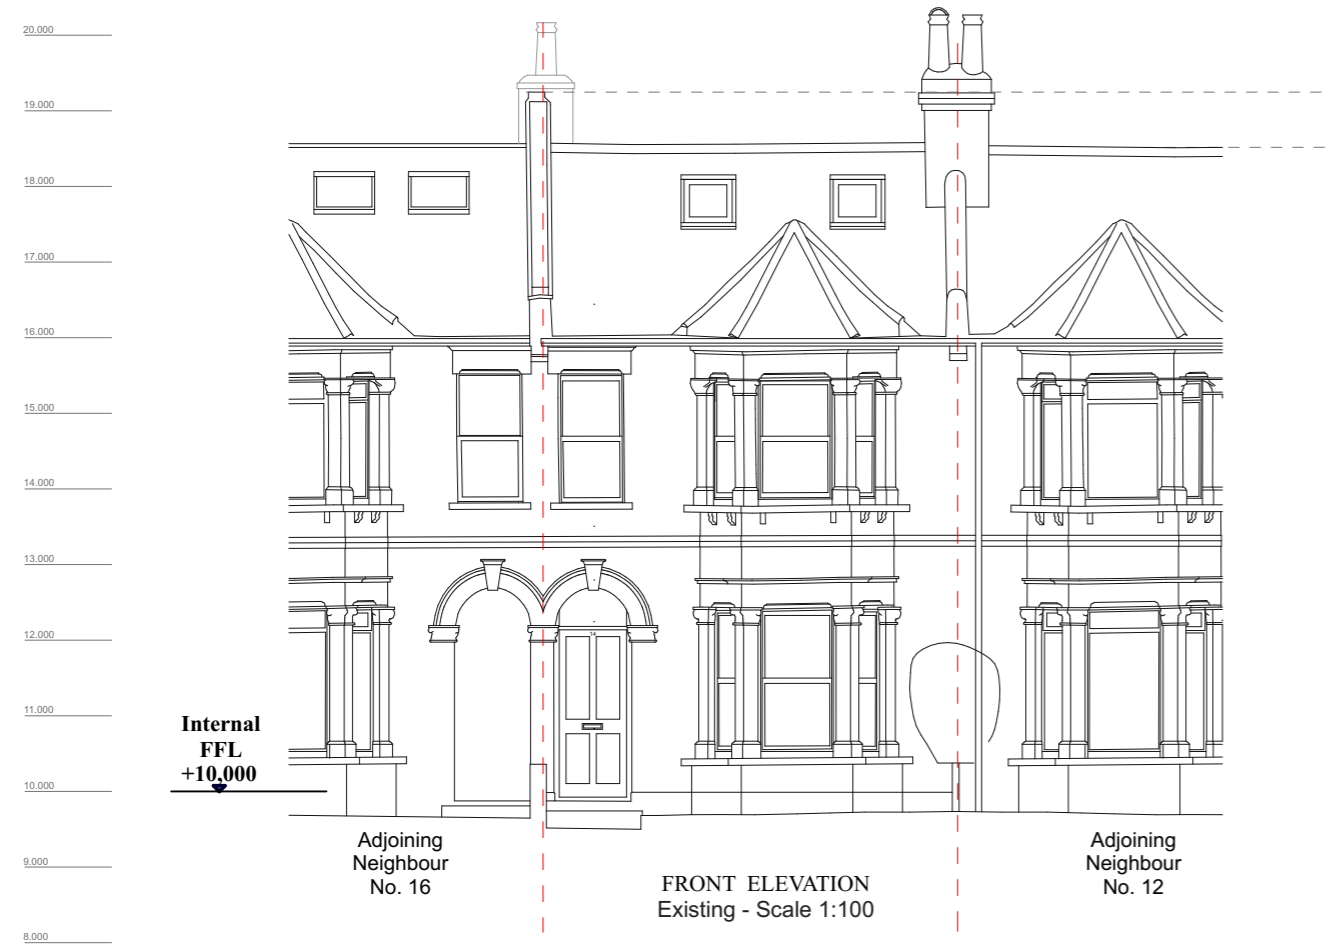 20.000
19.000
18.000
17.000
16.000
15.000
14.000
13.000
12.000
14
11.000
Internal
FFL
+10,000
10.000
Adjoining
Neighbour
No. 16
Adjoining
Neighbour
No. 12
9.000
FRONT ELEVATION
Existing - Scale 1:100
8.000